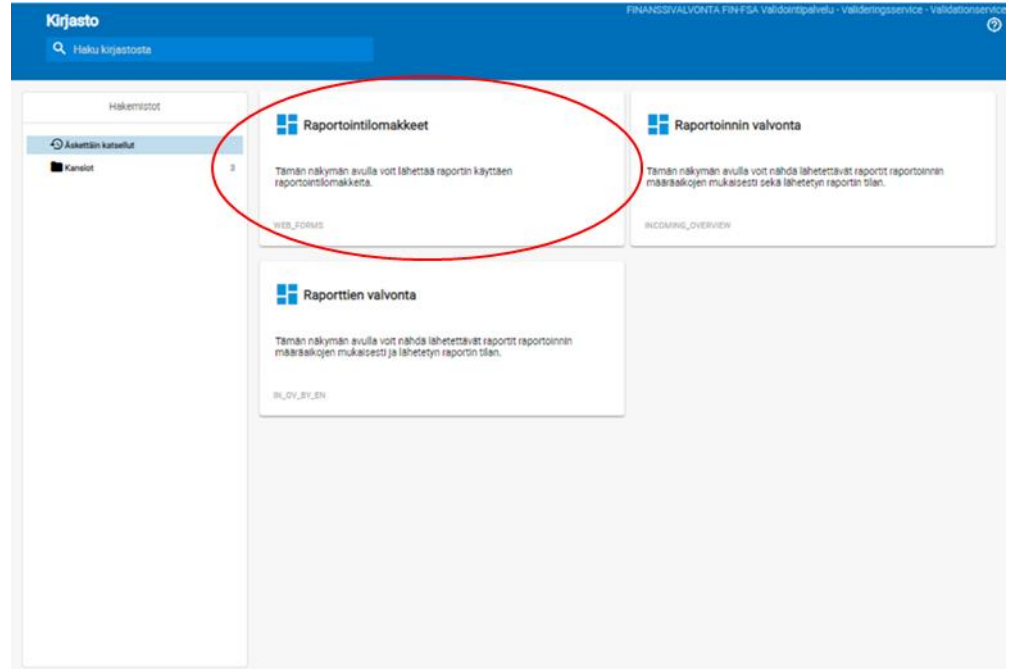 FINANSSIVALVONTA FIN-FSA Validointipalvelu - Valideringsservice - Validationservice
Kirjasto
Haku kirjastosta
Hakemistot
Äskettäin katsellut
Kansiot 3
Raportointilomakkeet
Tämän näkymän avulla voit lähettää raportin käyttäen
raportointilomakkeita.
WEB_FORMS
Raportoinnin valvonta
Tämän näkymän avulla voit nähdä lähetettävät raportit raportoinnin
määräaikojen mukaisesti sekä lähetetyn raportin tilan.
INCOMING_OVERVIEW
Raporttien valvonta
Tämän näkymän avulla voit nähdä lähetettävät raportit raportoinnin
määräaikojen mukaisesti ja lähetetyn raportin tilan.
IN_OV_BY_EN